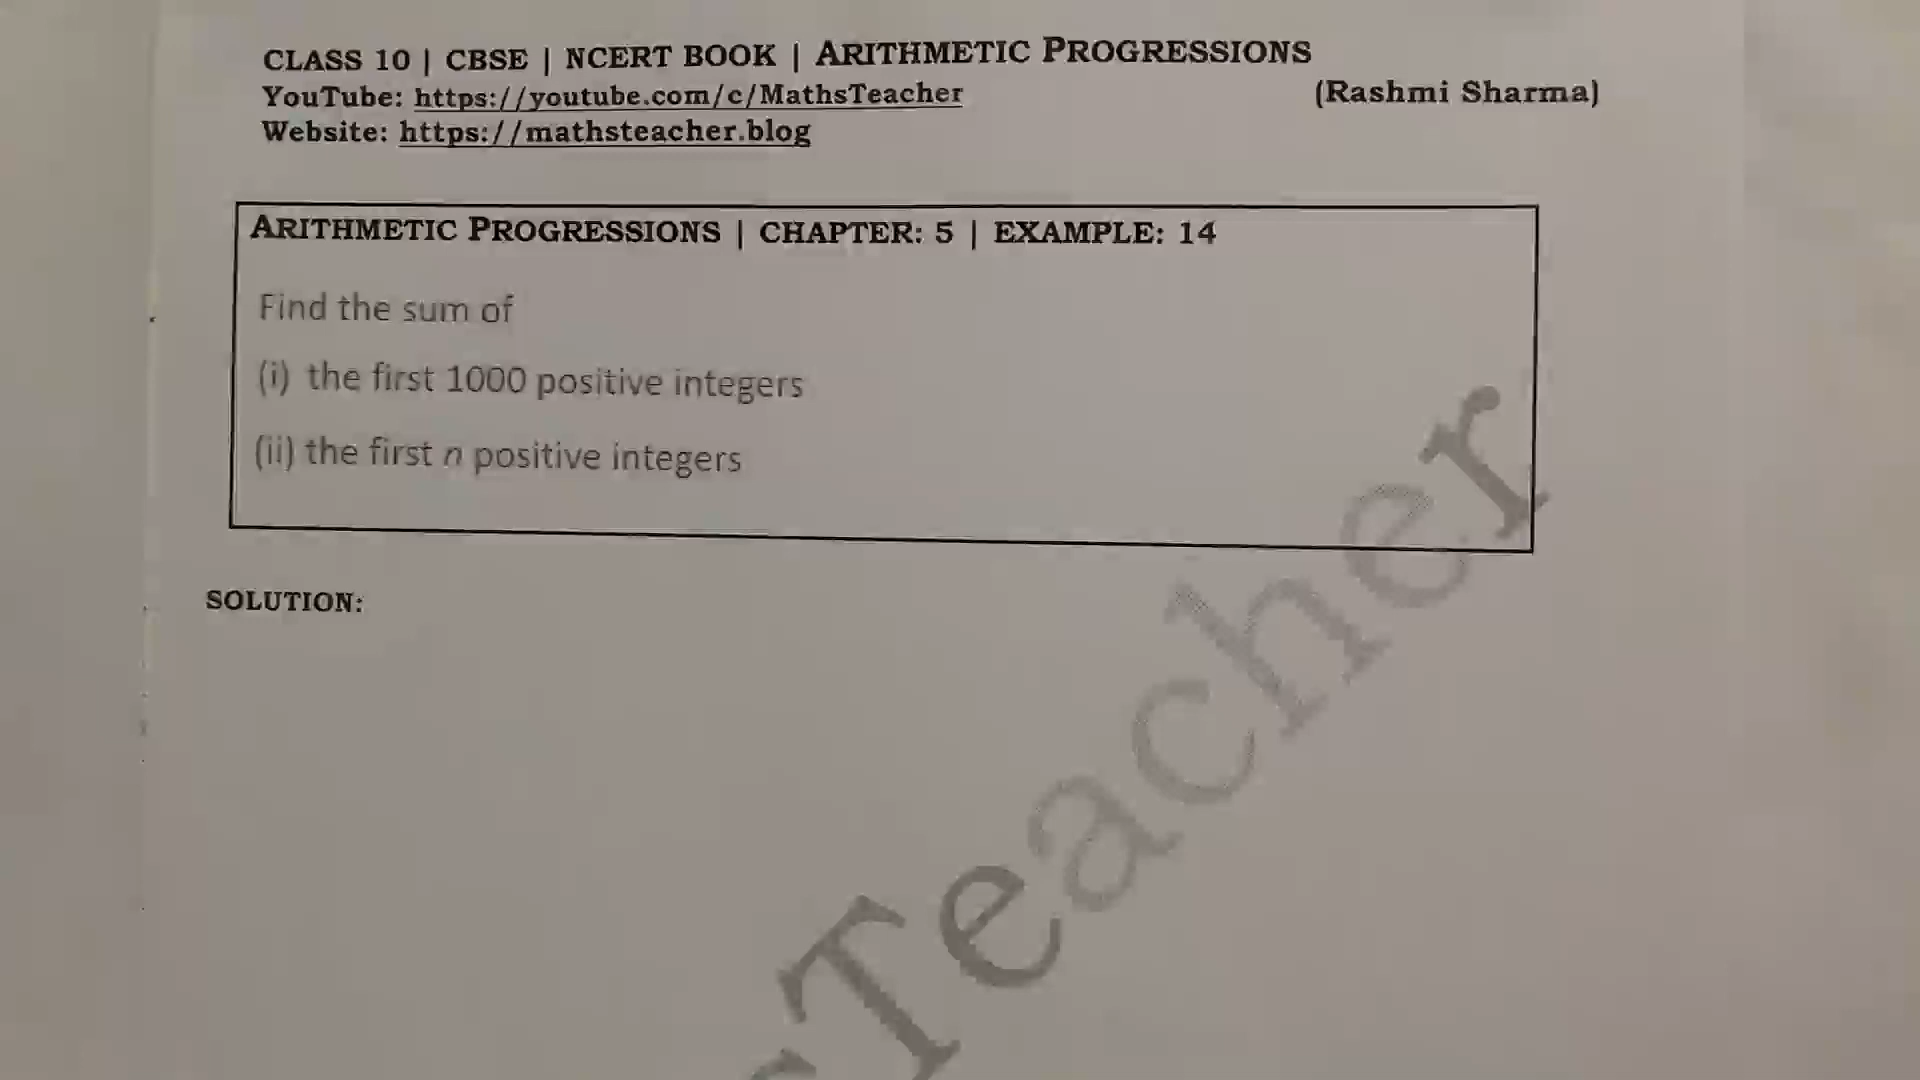 CLASS 10 | CBSE | NCERT BOOK | ARITHMETIC PROGRESSIONS
YouTube: https://youtube.com/c/MathsTeacher (Rashmi Sharma)
Website: https://mathsteacher.blog
ARITHMETIC PROGRESSIONS | CHAPTER: 5 | EXAMPLE: 14
Find the sum of
(i) the first 1000 positive integers
(ii) the first n positive integers
SOLUTION:
sTeacher